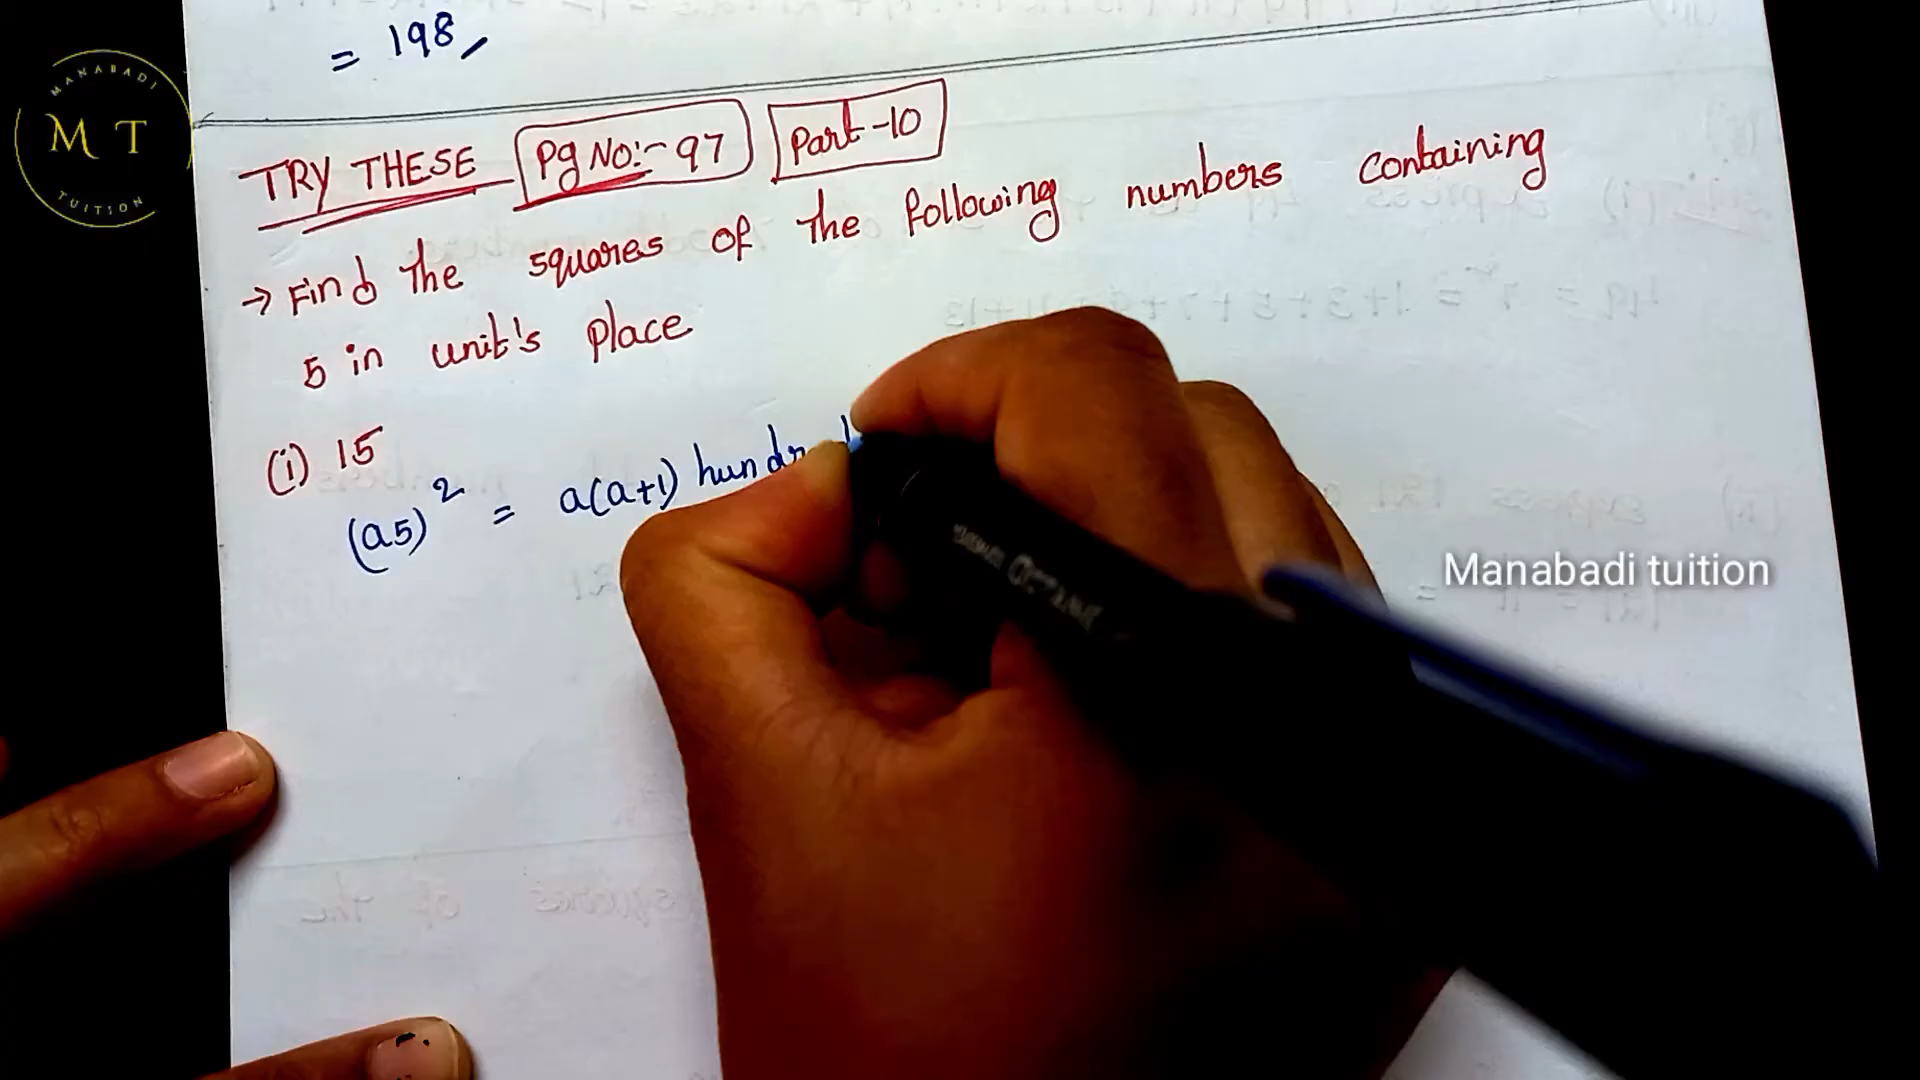 = 198
MANABADI
MT
TUITION
TRY THESE Pg No:- 97 Part-10
→ Find the squares of the following numbers containing
5 in unit's place
(i) 15
(a5)² = a(a+1)
Manabadi tuition